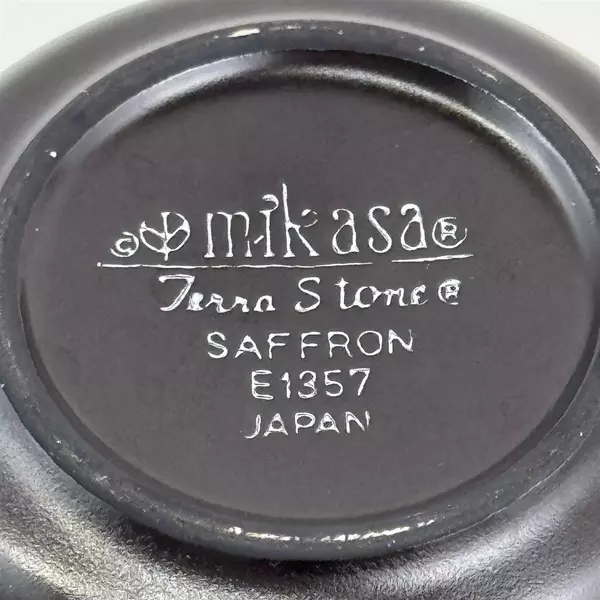 © mikasa ®
Terra Stone ®
SAFFRON
E1357
JAPAN